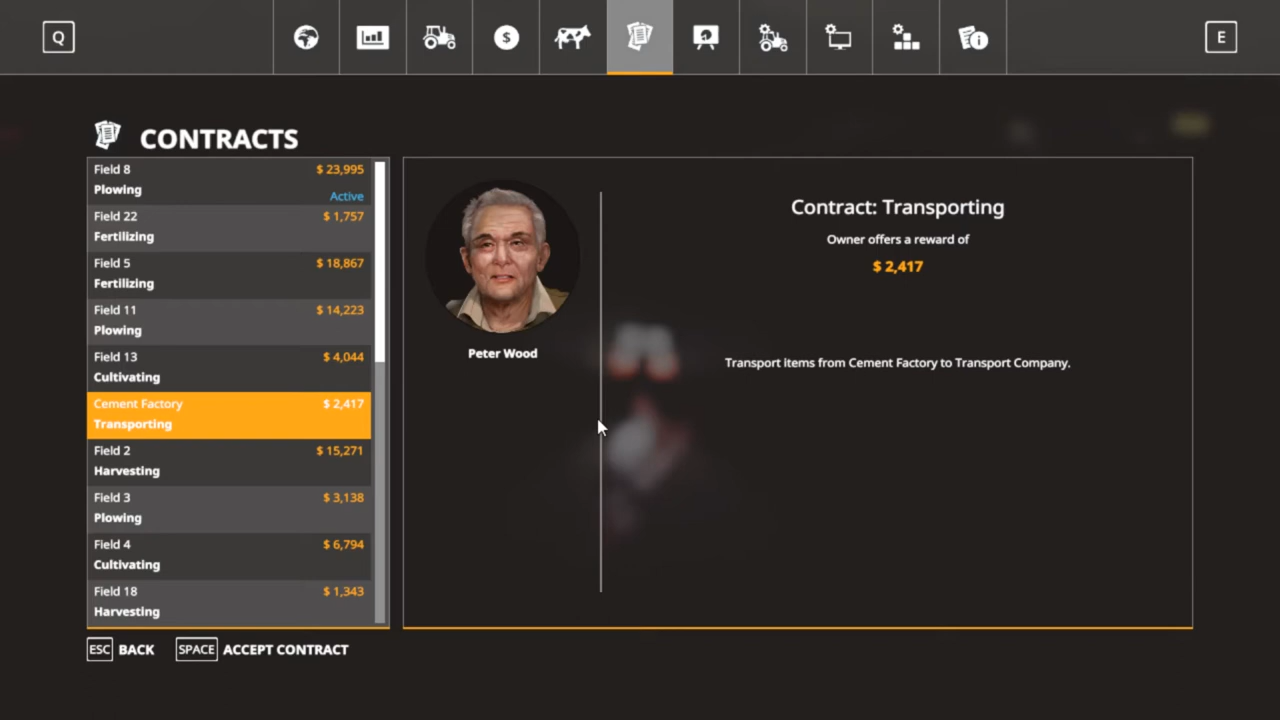 Q
E
CONTRACTS
Field 8 $ 23,995
Plowing
Active
Field 22 $ 1,757
Fertilizing
Field 5 $ 18,867
Fertilizing
Field 11 $ 14,223
Plowing
Field 13 $ 4,044
Cultivating
Cement Factory $ 2,417
Transporting
Field 2 $ 15,271
Harvesting
Field 3 $ 3,138
Plowing
Field 4 $ 6,794
Cultivating
Field 18 $ 1,343
Harvesting
Peter Wood
Contract: Transporting
Owner offers a reward of
$ 2,417
Transport items from Cement Factory to Transport Company.
ESC BACK SPACE ACCEPT CONTRACT